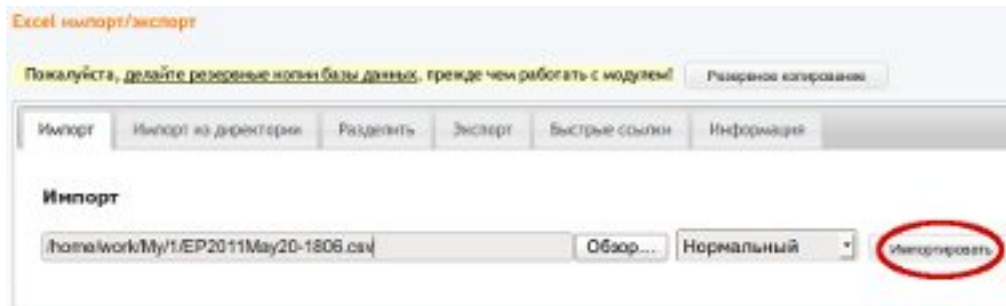 Excel импорт/экспорт
Пожалуйста, делайте резервные копии базы данных, прежде чем работать с модулем! Резервное копирование
Импорт Импорт из директории Разделить Экспорт Быстрые ссылки Информация
Импорт
/home/work/My/1/EP2011May20-1806.csv Обзор... Нормальный Импортировать